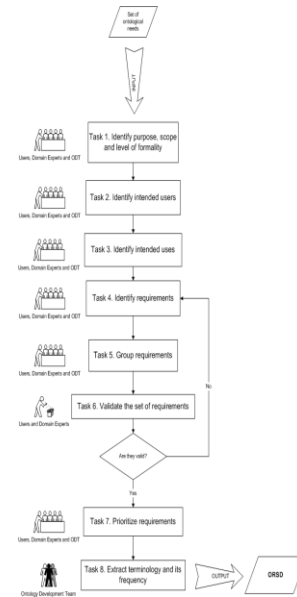 Set of
ontological
needs
INPUT
Task 1. Identify purpose, scope
and level of formality
Users, Domain Experts and ODT
Task 2. Identify intended users
Users, Domain Experts and ODT
Task 3. Identify intended uses
Users, Domain Experts and ODT
Task 4. Identify requirements
Users, Domain Experts and ODT
Task 5. Group requirements
Users, Domain Experts and ODT
No
Task 6. Validate the set of requirements
Users and Domain Experts
Are they valid?
Yes
Task 7. Prioritize requirements
Users, Domain Experts and ODT
Task 8. Extract terminology and its
frequency
Ontology Development Team
OUTPUT
ORSD